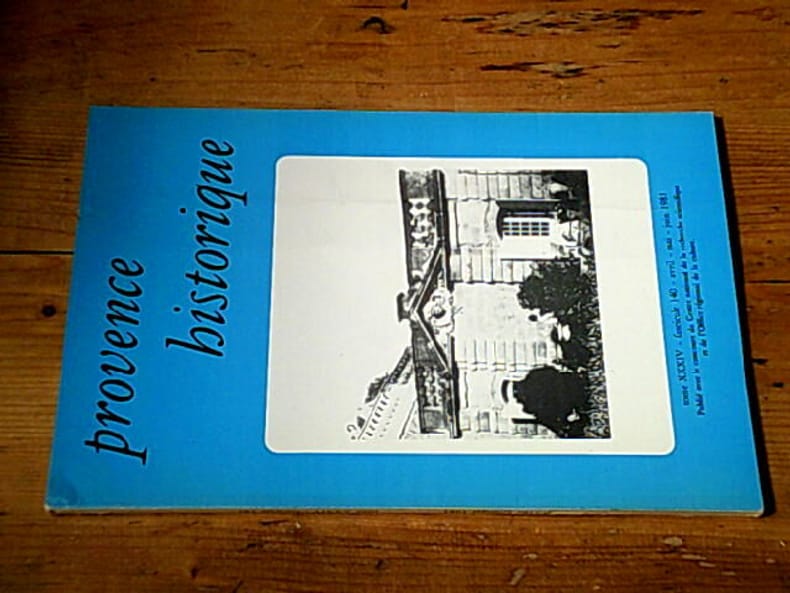 provence
historique
tome XXXIV - fascicule 140 - avril - mai - juin 1985
Publié avec le concours du Centre national de la recherche scientifique
et de l'Office régional de la culture.